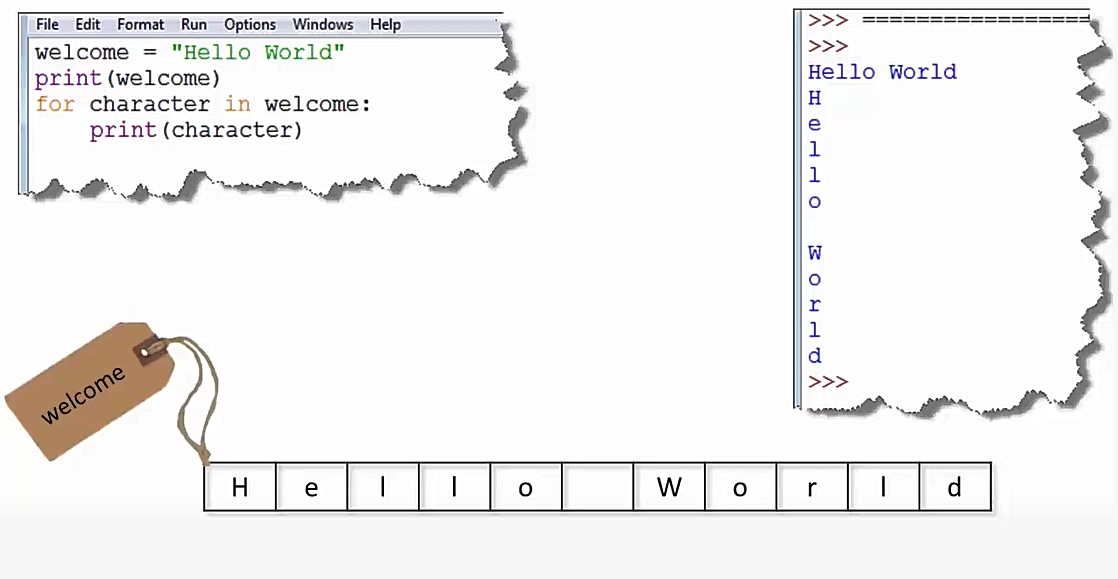 File Edit Format Run Options Windows Help
welcome = "Hello World"
print(welcome)
for character in welcome:
    print(character)
>>> ==================
>>>
Hello World
H
e
l
l
o

W
o
r
l
d
>>>
welcome
H e l l o   W o r l d